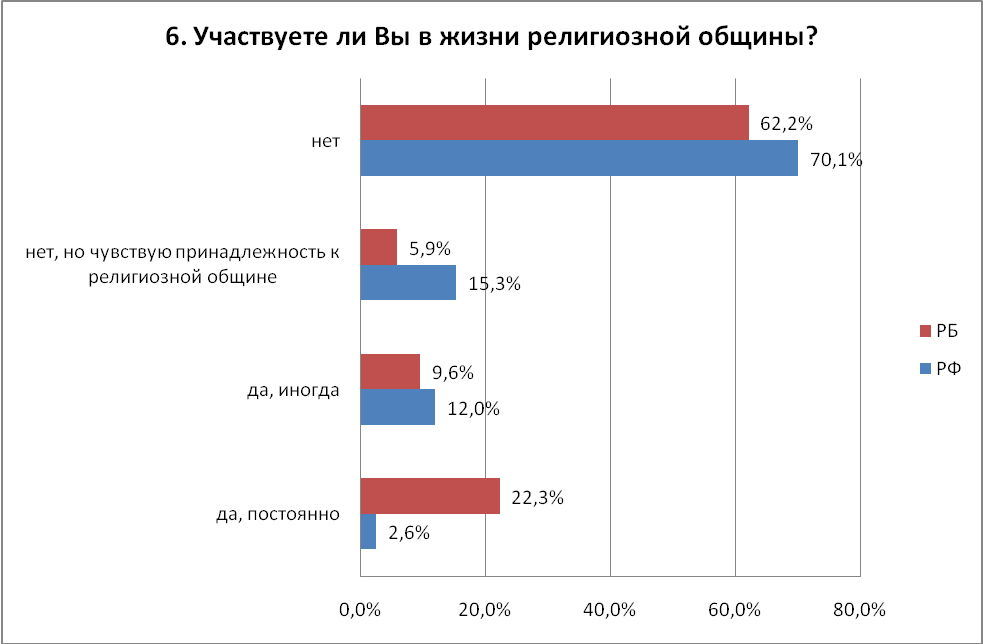 6. Участвуете ли Вы в жизни религиозной общины?
нет
62,2%
70,1%
нет, но чувствую принадлежность к
религиозной общине
5,9%
15,3%
да, иногда
9,6%
12,0%
да, постоянно
22,3%
2,6%
РБ
РФ
0,0% 20,0% 40,0% 60,0% 80,0%